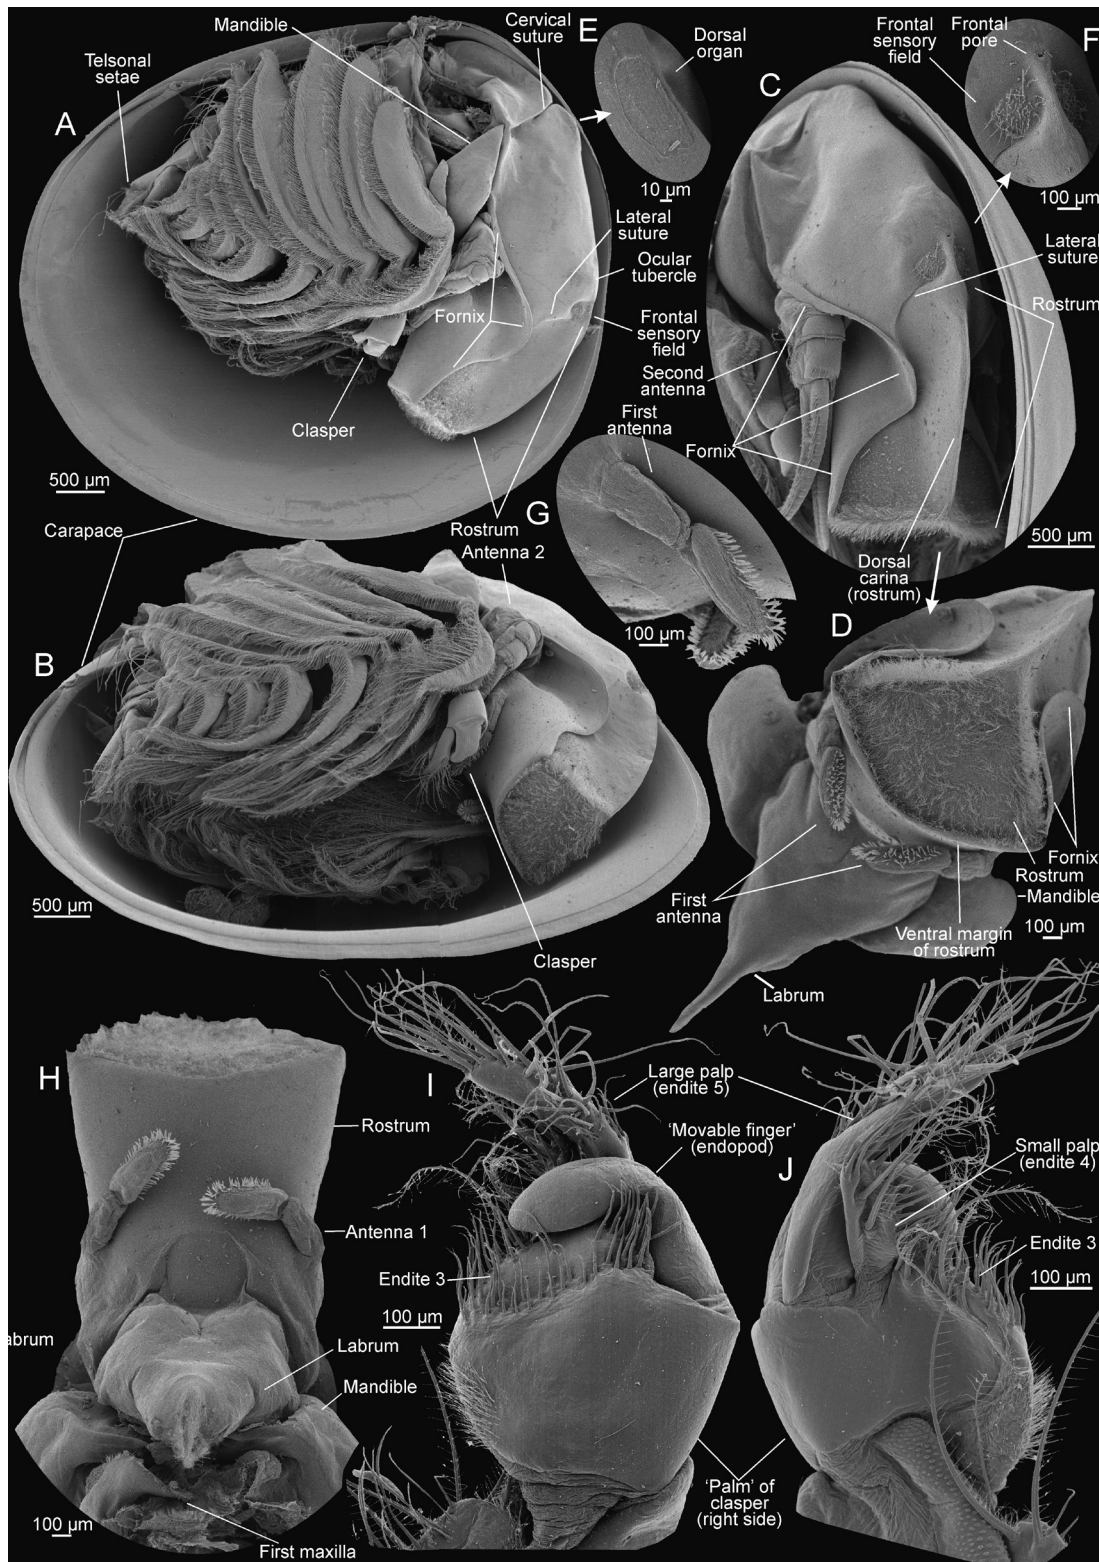 Mandible
Cervical
suture
E
Dorsal
organ
Frontal
sensory
field
Frontal
pore
F
Telsonal
setae
A
C
10 µm
100 µm
Lateral
suture
Ocular
tubercle
Lateral
suture
Rostrum
Fornix
Frontal
sensory
field
Second
antenna
Clasper
First
antenna
Fornix
500 µm
G
Carapace
Rostrum
Antenna 2
500 µm
Dorsal
carina
(rostrum)
100 µm
D
B
Fornix
Rostrum
-Mandible
First
antenna
500 µm
Ventral margin
of rostrum
100 µm
Clasper
Labrum
H
I
Large palp
(endite 5)
Rostrum
'Movable finger'
(endopod)
Small palp
(endite 4)
J
Antenna 1
Endite 3
Endite 3
100 µm
100 µm
abrum
Labrum
Mandible
'Palm' of
clasper
(right side)
100 µm
First maxilla